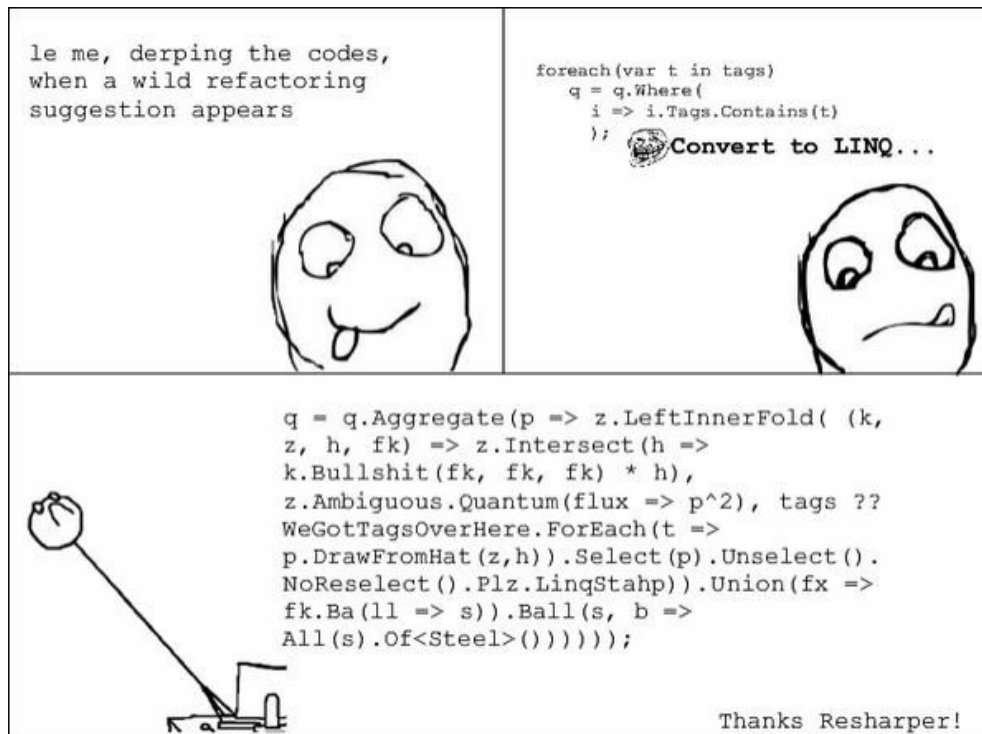 le me, derping the codes,
when a wild refactoring
suggestion appears
foreach(var t in tags)
q = q.Where(
i => i.Tags.Contains(t)
);
Convert to LINQ...
q = q.Aggregate(p => z.LeftInnerFold( (k,
z, h, fk) => z.Intersect(h =>
k.Bullshit(fk, fk, fk) * h),
z.Ambiguous.Quantum(flux => p^2), tags ??
WeGotTagsOverHere.ForEach(t =>
p.DrawFromHat(z,h)).Select(p).Unselect().
NoReselect().Plz.LinqStahp)).Union(fx =>
fk.Ba(ll => s)).Ball(s, b =>
All(s).Of<Steel>())))));
Thanks Resharper!